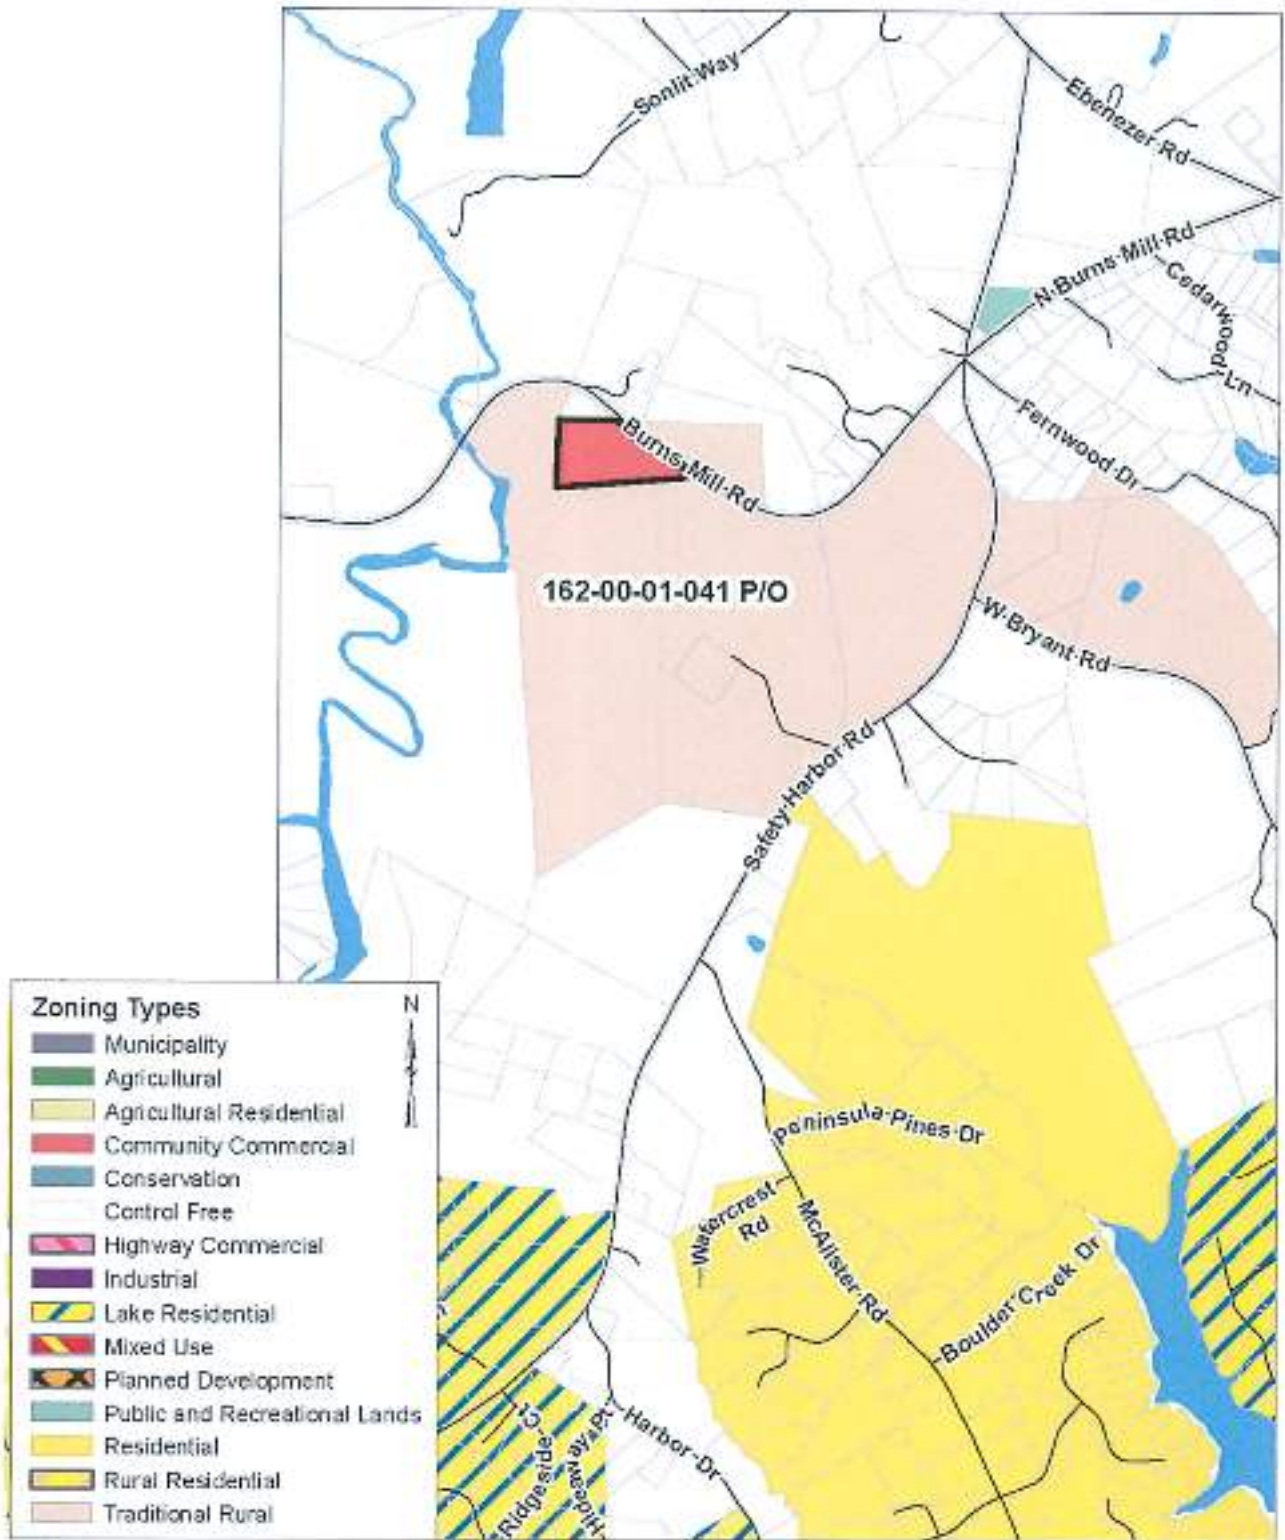 Sonlit Way
Ebenezer Rd
N Burns Mill Rd
Cedarwood Ln
Fernwood Dr
Burns Mill Rd
162-00-01-041 P/O
W Bryant Rd
Safety Harbor Rd
Peninsula Pines Dr
Watercrest
Rd
McAlister Rd
Boulder Creek Dr
Harbor Dr
Hideaway Pt
Ridgeside Ct
Zoning Types
N
Municipality
Agricultural
Agricultural Residential
Community Commercial
Conservation
Control Free
Highway Commercial
Industrial
Lake Residential
Mixed Use
Planned Development
Public and Recreational Lands
Residential
Rural Residential
Traditional Rural